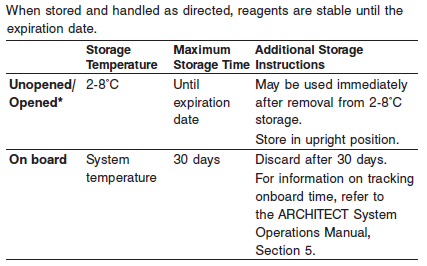 When stored and handled as directed, reagents are stable until the
expiration date.
Storage Maximum Additional Storage
Temperature Storage Time Instructions
Unopened/ 2-8°C Until May be used immediately
Opened* expiration after removal from 2-8°C
date storage.
Store in upright position.
On board System 30 days Discard after 30 days.
temperature For information on tracking
onboard time, refer to
the ARCHITECT System
Operations Manual,
Section 5.